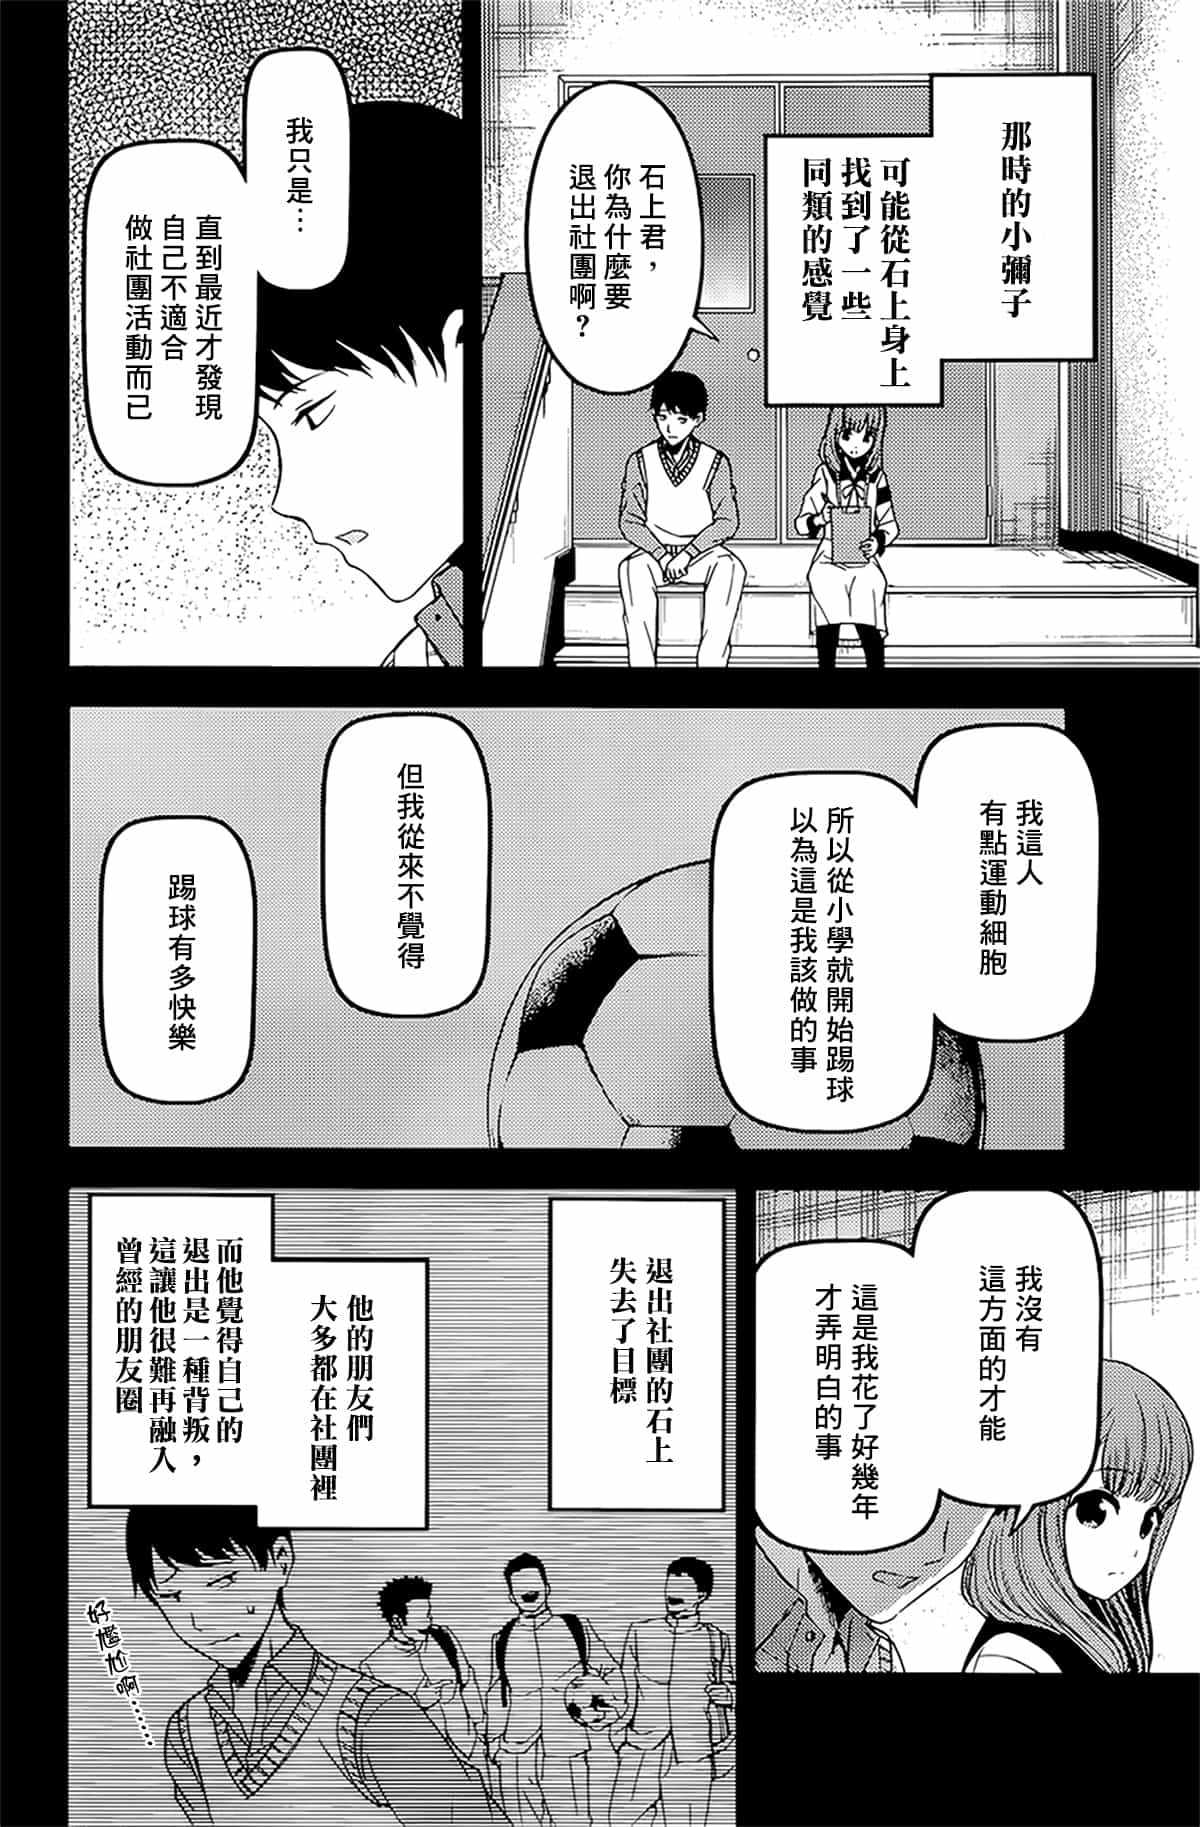 那時的小彌子
可能從石上身上
找到了一些
同類的感覺
石上君，
你為什麼要
退出社團啊？
我只是…
直到最近才發現
自己不適合
做社團活動而已
我這人
有點運動細胞
所以從小學就開始踢球
以為這是我該做的事
但我從來不覺得
踢球有多快樂
我沒有
這方面的才能
這是我花了好幾年
才弄明白的事
退出社團的石上
失去了目標
他的朋友們
大多都在社團裡
而他覺得自己的
退出是一種背叛，
這讓他很難再融入
曾經的朋友圈
好尷尬啊……